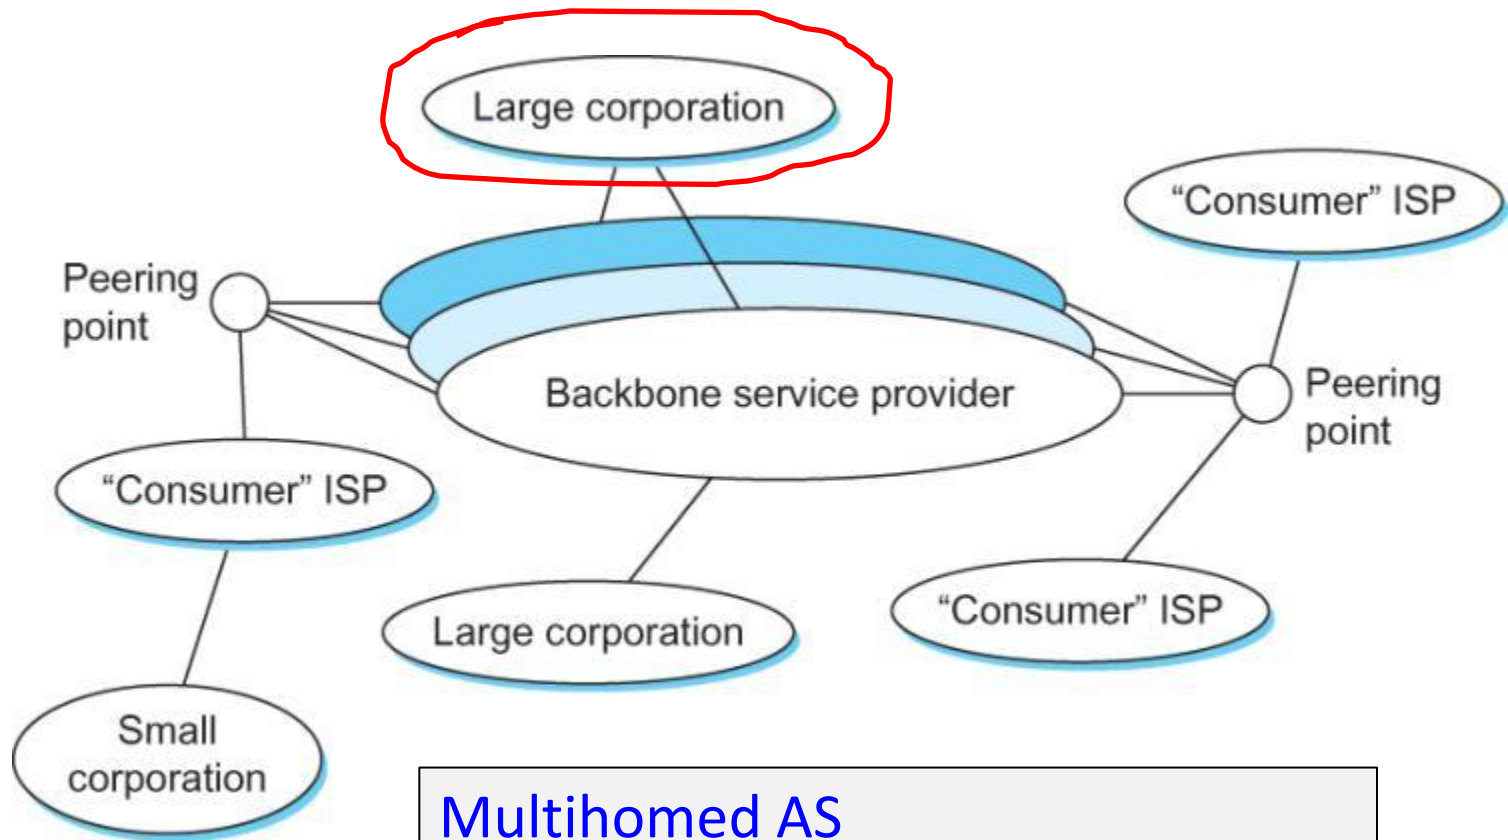 Large corporation
"Consumer" ISP
Peering
point
Backbone service provider
Peering
point
"Consumer" ISP
Large corporation
"Consumer" ISP
Small
corporation
Multihomed AS